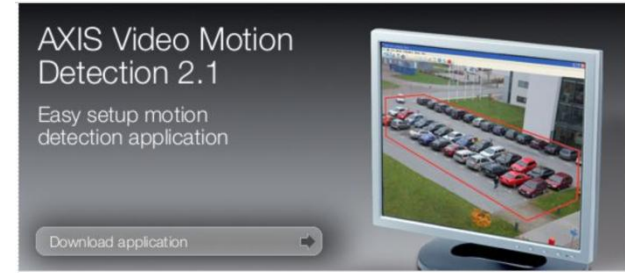 AXIS Video Motion
Detection 2.1
Easy setup motion
detection application
Download application